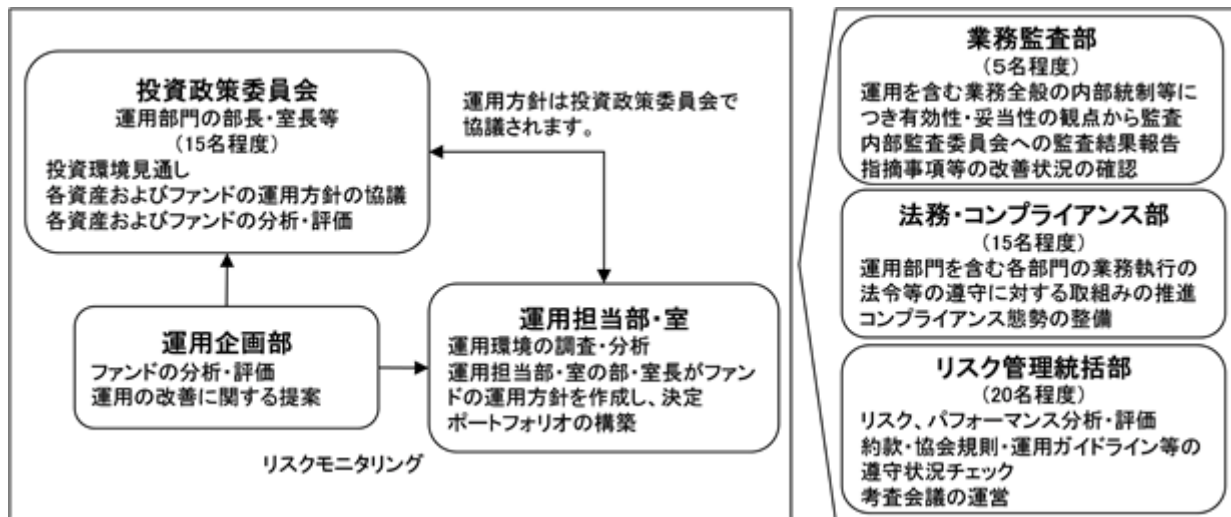 投資政策委員会
運用部門の部長・室長等
(15名程度)
投資環境見通し
各資産およびファンドの運用方針の協議
各資産およびファンドの分析・評価
運用方針は投資政策委員会で
協議されます。
運用企画部
ファンドの分析・評価
運用の改善に関する提案
運用担当部・室
運用環境の調査・分析
運用担当部・室の部・室長がファン
ドの運用方針を作成し、決定
ポートフォリオの構築
リスクモニタリング
業務監査部
(5名程度)
運用を含む業務全般の内部統制等に
つき有効性・妥当性の観点から監査
内部監査委員会への監査結果報告
指摘事項等の改善状況の確認
法務・コンプライアンス部
(15名程度)
運用部門を含む各部門の業務執行の
法令等の遵守に対する取組みの推進
コンプライアンス態勢の整備
リスク管理統括部
(20名程度)
リスク、パフォーマンス分析・評価
約款・協会規則・運用ガイドライン等の
遵守状況チェック
考査会議の運営